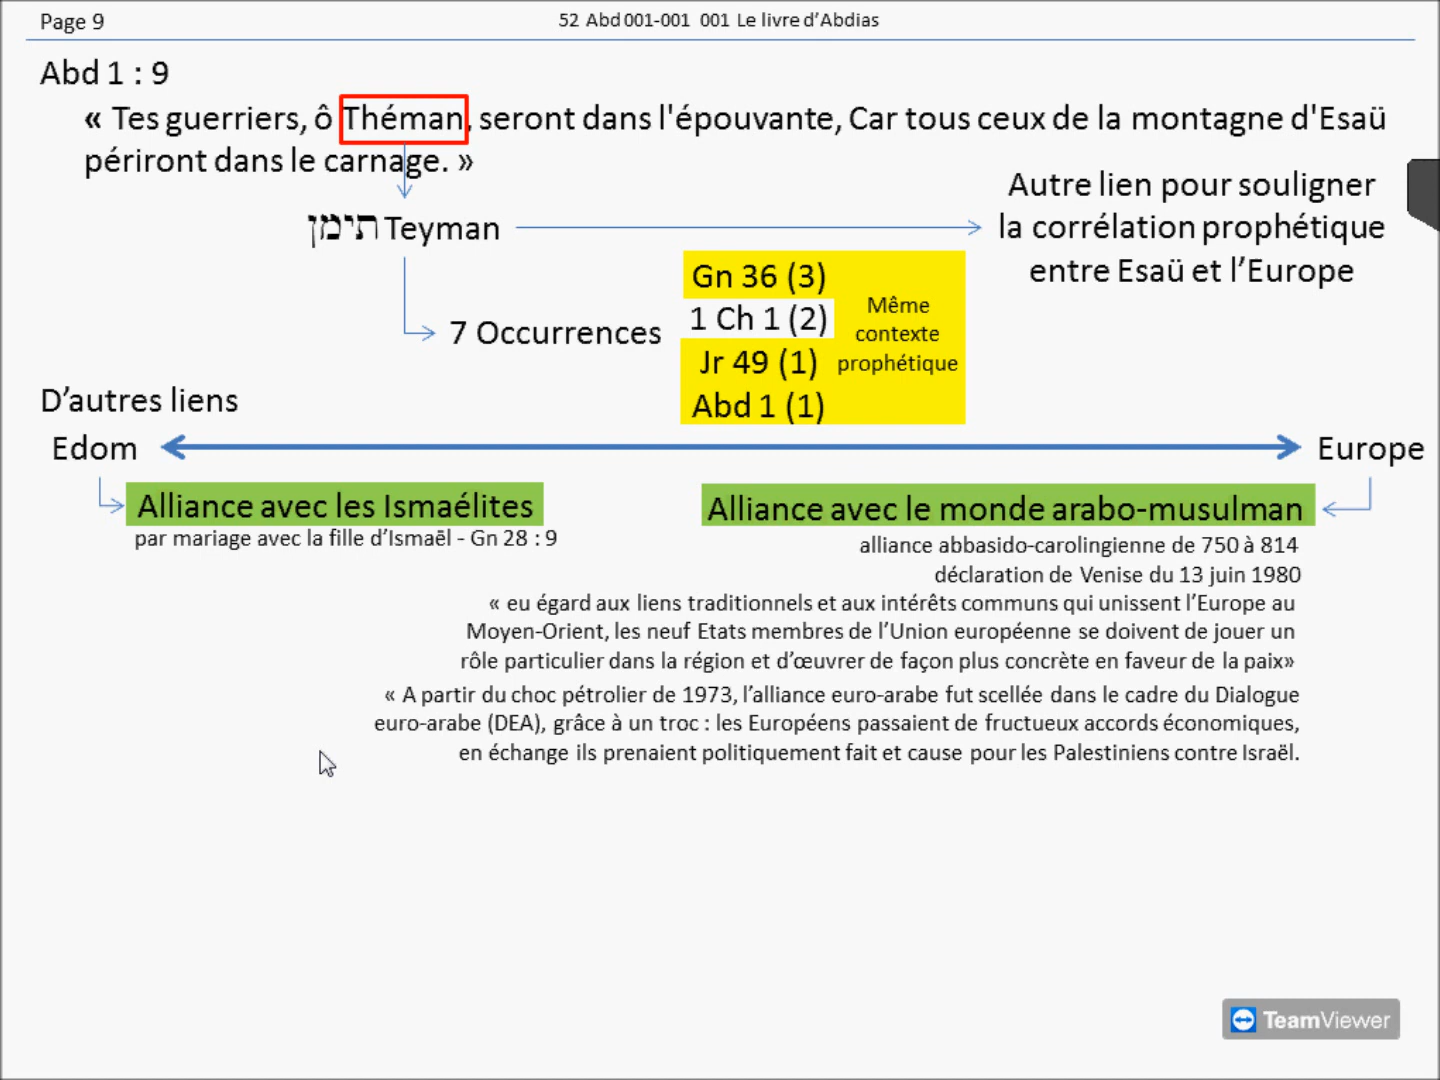 Page 9
52 Abd 001-001 001 Le livre d’Abdias
Abd 1 : 9
« Tes guerriers, ô Théman, seront dans l'épouvante, Car tous ceux de la montagne d'Esaü
périront dans le carnage. »
תימן Teyman
Autre lien pour souligner
la corrélation prophétique
entre Esaü et l’Europe
7 Occurrences
Gn 36 (3)
1 Ch 1 (2)
Jr 49 (1)
Abd 1 (1)
Même
contexte
prophétique
D’autres liens
Edom
Europe
Alliance avec les Ismaélites
par mariage avec la fille d’Ismaël - Gn 28 : 9
Alliance avec le monde arabo-musulman
alliance abbasido-carolingienne de 750 à 814
déclaration de Venise du 13 juin 1980
« eu égard aux liens traditionnels et aux intérêts communs qui unissent l’Europe au
Moyen-Orient, les neuf Etats membres de l’Union européenne se doivent de jouer un
rôle particulier dans la région et d’œuvrer de façon plus concrète en faveur de la paix»
« A partir du choc pétrolier de 1973, l’alliance euro-arabe fut scellée dans le cadre du Dialogue
euro-arabe (DEA), grâce à un troc : les Européens passaient de fructueux accords économiques,
en échange ils prenaient politiquement fait et cause pour les Palestiniens contre Israël.
TeamViewer